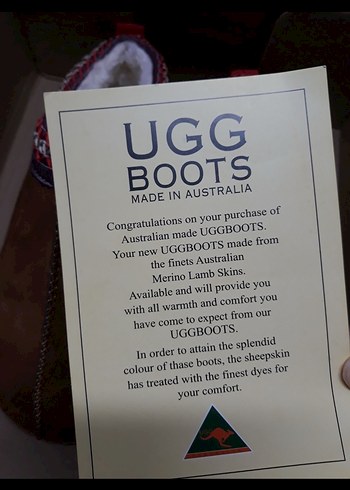 UGG
BOOTS
MADE IN AUSTRALIA
Congratulations on your purchase of
Australian made UGGBOOTS.
Your new UGGBOOTS made from
the finets Australian
Merino Lamb Skins.
Available and will provide you
with all warmth and comfort you
have come to expect from our
UGGBOOTS.
In order to attain the splendid
colour of thase boots, the sheepskin
has treated with the finest dyes for
your comfort.